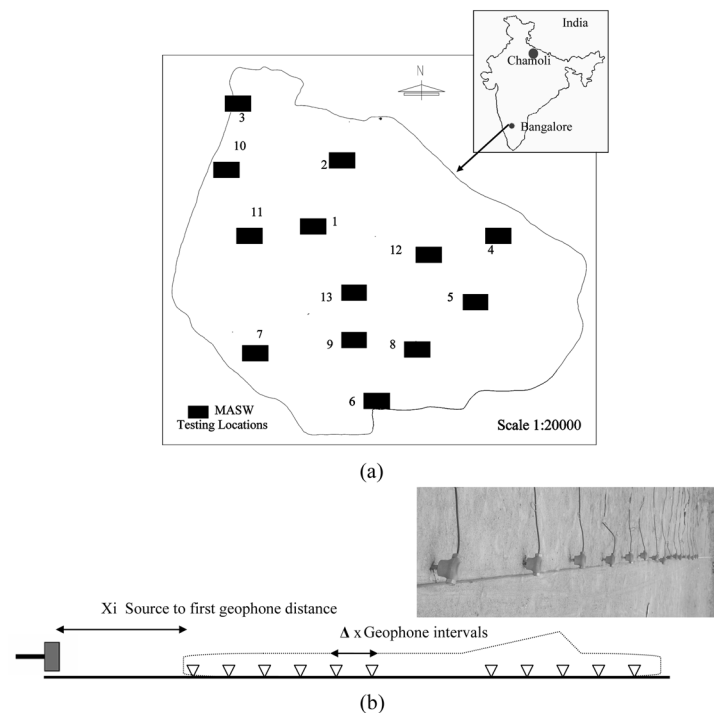 India
Chamoli
Bangalore
N
3
10
2
11
1
12
4
13
5
7
9
8
6
MASW
Testing Locations
Scale 1:20000
(a)
Xi Source to first geophone distance
Δ x Geophone intervals
(b)